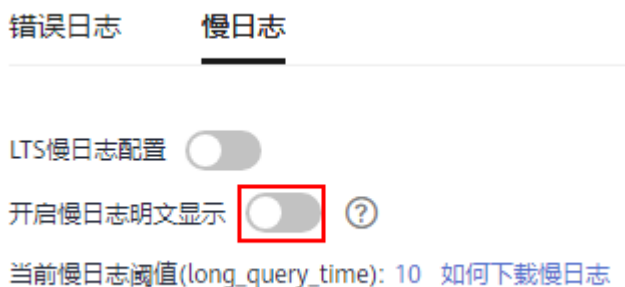 错误日志 慢日志
LTS慢日志配置
开启慢日志明文显示 ?
当前慢日志阈值(long_query_time): 10 如何下载慢日志